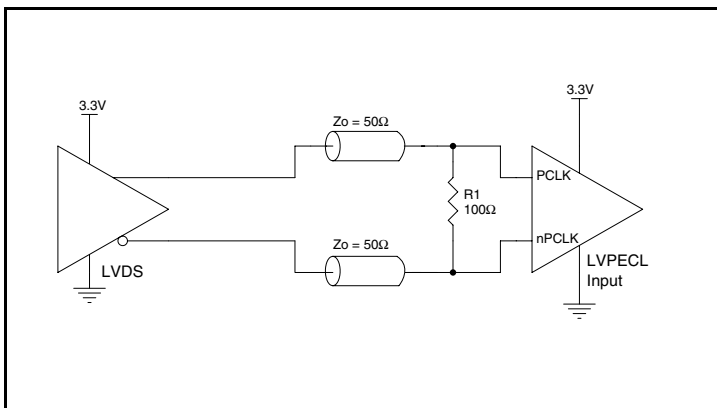 3.3V
LVDS
Zo = 50Ω
Zo = 50Ω
R1
100Ω
3.3V
PCLK
nPCLK
LVPECL
Input